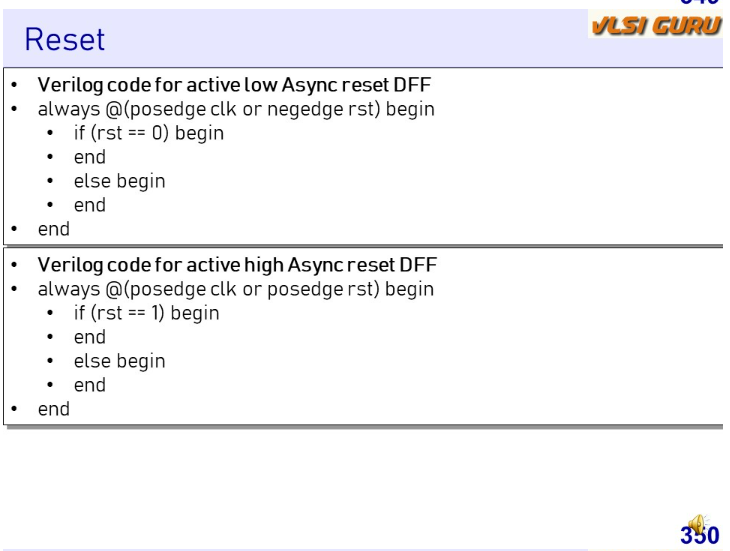 Reset
VLSI GURU
• Verilog code for active low Async reset DFF
• always @(posedge clk or negedge rst) begin
• if (rst == 0) begin
• end
• else begin
• end
• end
• Verilog code for active high Async reset DFF
• always @(posedge clk or posedge rst) begin
• if (rst == 1) begin
• end
• else begin
• end
• end
350